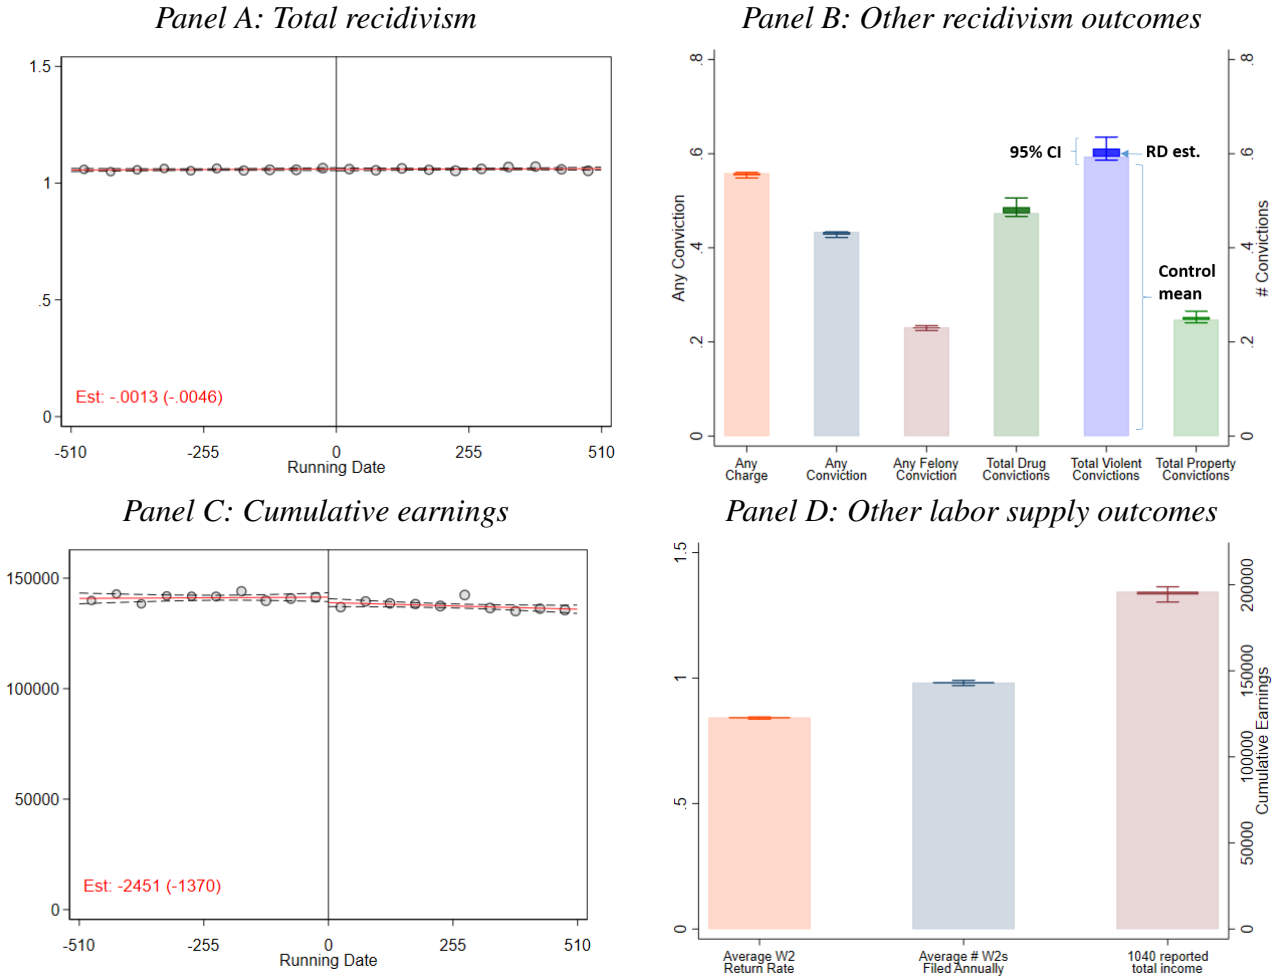 Panel A: Total recidivism
1.5
1
.5
0
Est: -.0013 (-.0046)
-510
-255
0
255
510
Running Date
Panel B: Other recidivism outcomes
.8
.6
.4
.2
0
Any Conviction
95% CI
RD est.
Control
mean
.8
.6
.4
.2
0
# Convictions
Any
Charge
Any
Conviction
Any Felony
Conviction
Total Drug
Convictions
Total Violent
Convictions
Total Property
Convictions
Panel C: Cumulative earnings
150000
100000
50000
0
Est: -2451 (-1370)
-510
-255
0
255
510
Running Date
Panel D: Other labor supply outcomes
1.5
1
.5
0
200000
150000
100000
50000
0
Cumulative Earnings
Average W2
Return Rate
Average # W2s
Filed Annually
1040 reported
total income